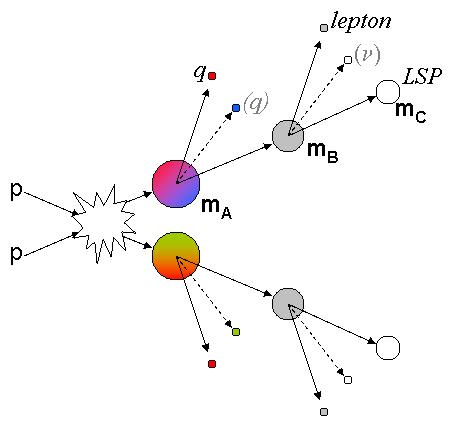 lepton
q
(ν)
LSP
(q)
m_C
m_B
p
m_A
p